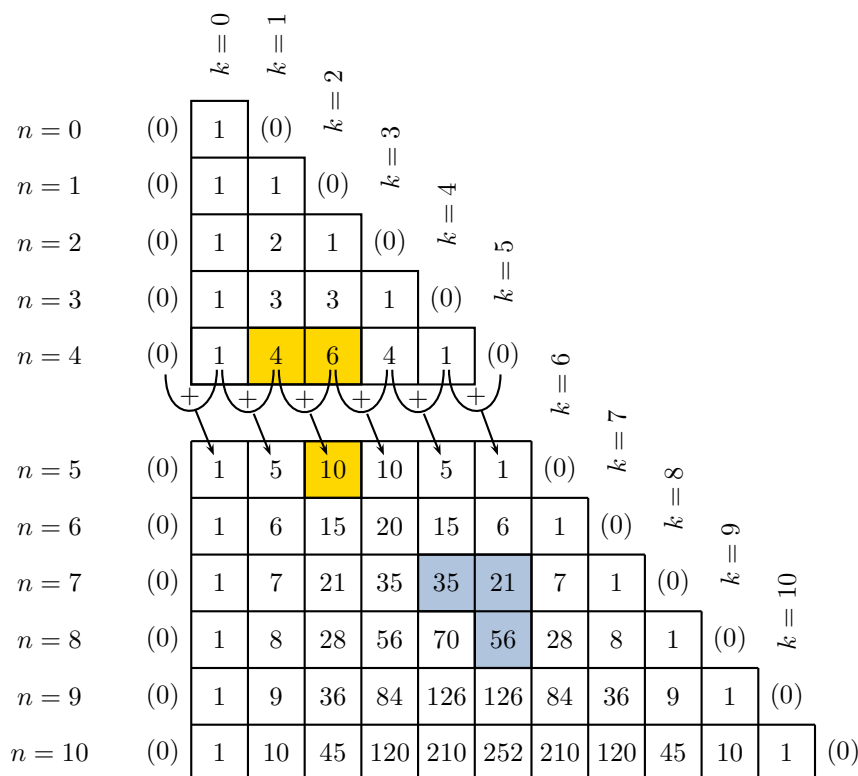 k = 0
k = 1
k = 2
k = 3
k = 4
k = 5
k = 6
k = 7
k = 8
k = 9
k = 10
n = 0 (0) 1 (0)
n = 1 (0) 1 1 (0)
n = 2 (0) 1 2 1 (0)
n = 3 (0) 1 3 3 1 (0)
n = 4 (0) 1 4 6 4 1 (0)
+ + + + + +
n = 5 (0) 1 5 10 10 5 1 (0)
n = 6 (0) 1 6 15 20 15 6 1 (0)
n = 7 (0) 1 7 21 35 35 21 7 1 (0)
n = 8 (0) 1 8 28 56 70 56 28 8 1 (0)
n = 9 (0) 1 9 36 84 126 126 84 36 9 1 (0)
n = 10 (0) 1 10 45 120 210 252 210 120 45 10 1 (0)